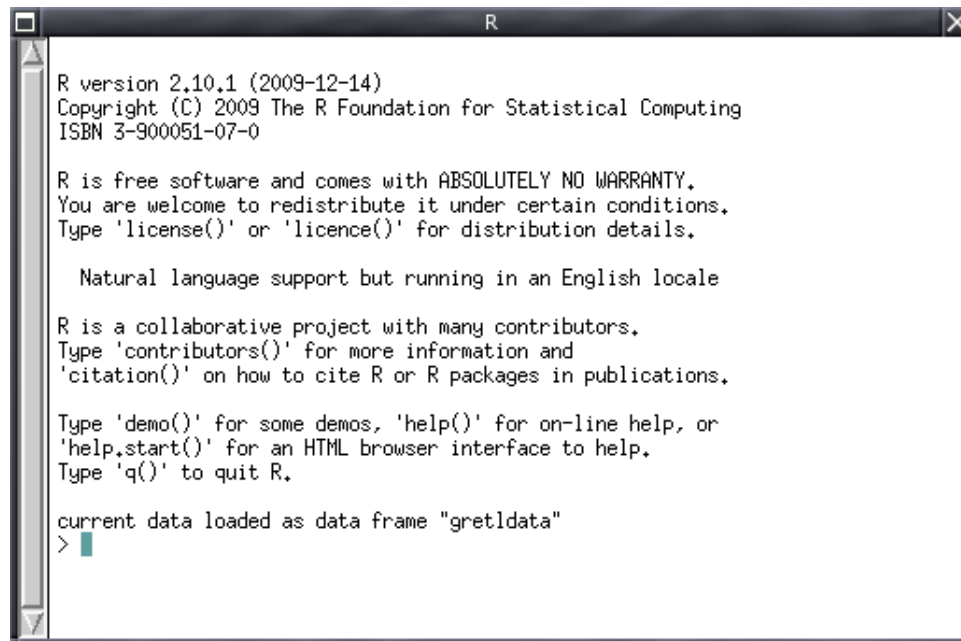 R
R version 2.10.1 (2009-12-14)
Copyright (C) 2009 The R Foundation for Statistical Computing
ISBN 3-900051-07-0
R is free software and comes with ABSOLUTELY NO WARRANTY.
You are welcome to redistribute it under certain conditions.
Type 'license()' or 'licence()' for distribution details.
Natural language support but running in an English locale
R is a collaborative project with many contributors.
Type 'contributors()' for more information and
'citation()' on how to cite R or R packages in publications.
Type 'demo()' for some demos, 'help()' for on-line help, or
'help.start()' for an HTML browser interface to help.
Type 'q()' to quit R.
current data loaded as data frame "gretldata"
>